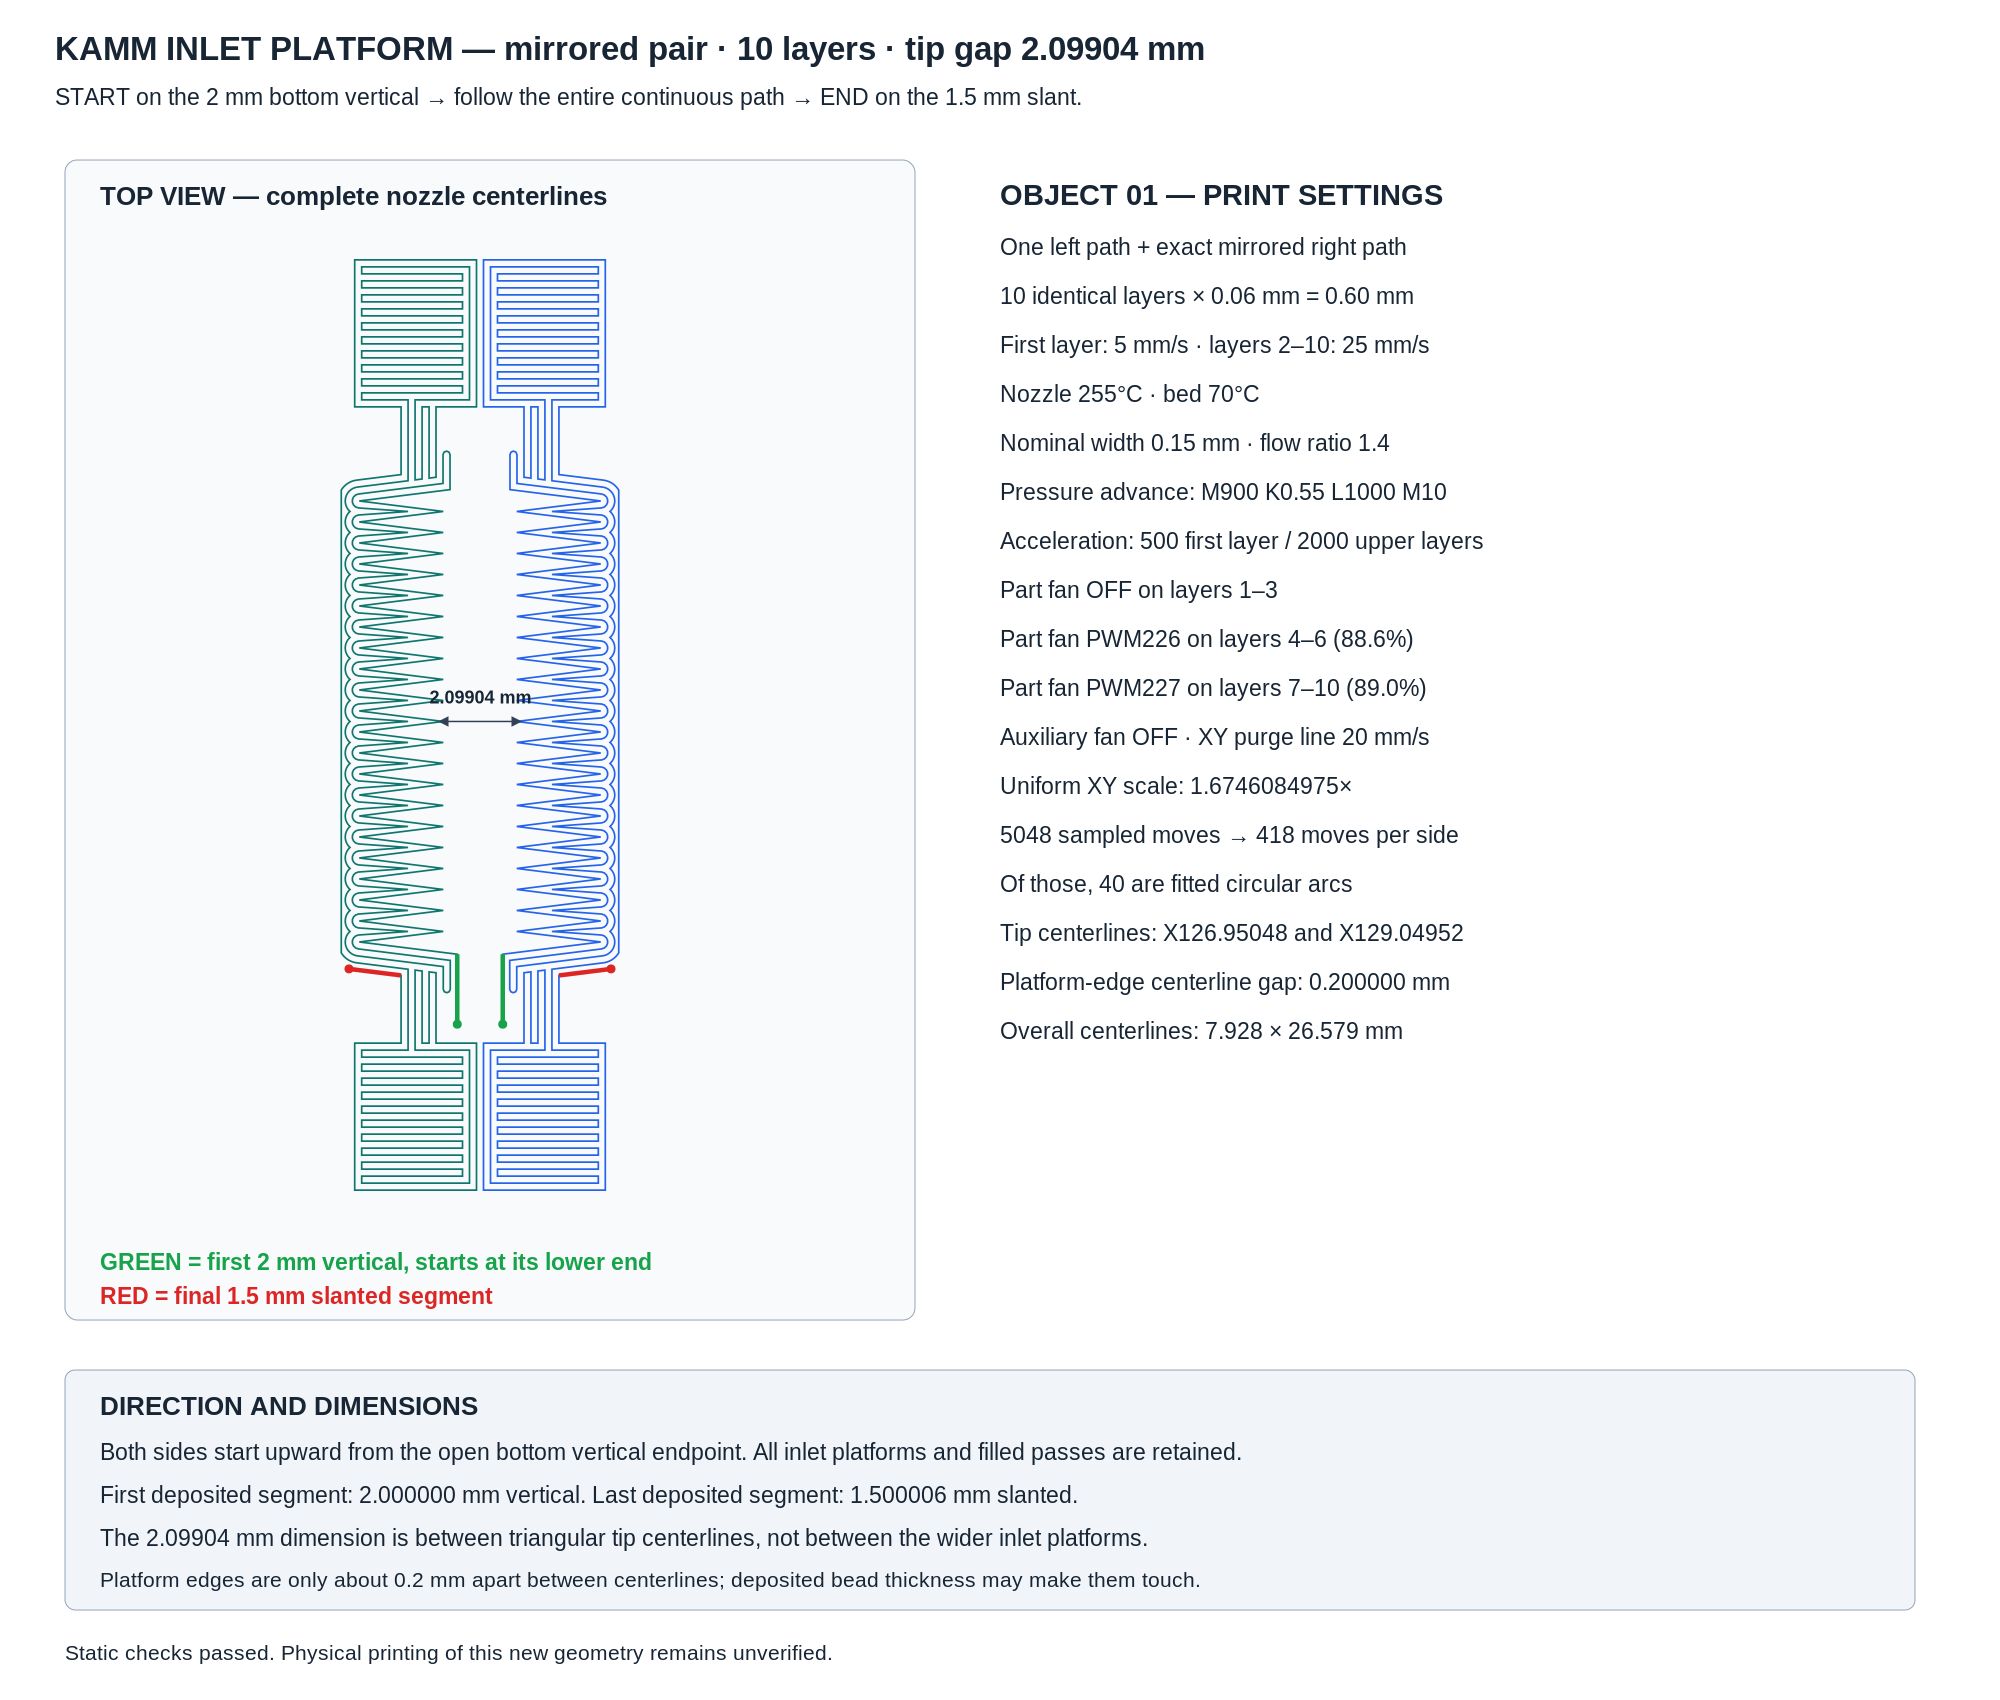 KAMM INLET PLATFORM — mirrored pair · 10 layers · tip gap 2.09904 mm
START on the 2 mm bottom vertical → follow the entire continuous path → END on the 1.5 mm slant.
TOP VIEW — complete nozzle centerlines
2.09904 mm
GREEN = first 2 mm vertical, starts at its lower end
RED = final 1.5 mm slanted segment
OBJECT 01 — PRINT SETTINGS
One left path + exact mirrored right path
10 identical layers × 0.06 mm = 0.60 mm
First layer: 5 mm/s · layers 2–10: 25 mm/s
Nozzle 255°C · bed 70°C
Nominal width 0.15 mm · flow ratio 1.4
Pressure advance: M900 K0.55 L1000 M10
Acceleration: 500 first layer / 2000 upper layers
Part fan OFF on layers 1–3
Part fan PWM226 on layers 4–6 (88.6%)
Part fan PWM227 on layers 7–10 (89.0%)
Auxiliary fan OFF · XY purge line 20 mm/s
Uniform XY scale: 1.6746084975×
5048 sampled moves → 418 moves per side
Of those, 40 are fitted circular arcs
Tip centerlines: X126.95048 and X129.04952
Platform-edge centerline gap: 0.200000 mm
Overall centerlines: 7.928 × 26.579 mm
DIRECTION AND DIMENSIONS
Both sides start upward from the open bottom vertical endpoint. All inlet platforms and filled passes are retained.
First deposited segment: 2.000000 mm vertical. Last deposited segment: 1.500006 mm slanted.
The 2.09904 mm dimension is between triangular tip centerlines, not between the wider inlet platforms.
Platform edges are only about 0.2 mm apart between centerlines; deposited bead thickness may make them touch.
Static checks passed. Physical printing of this new geometry remains unverified.